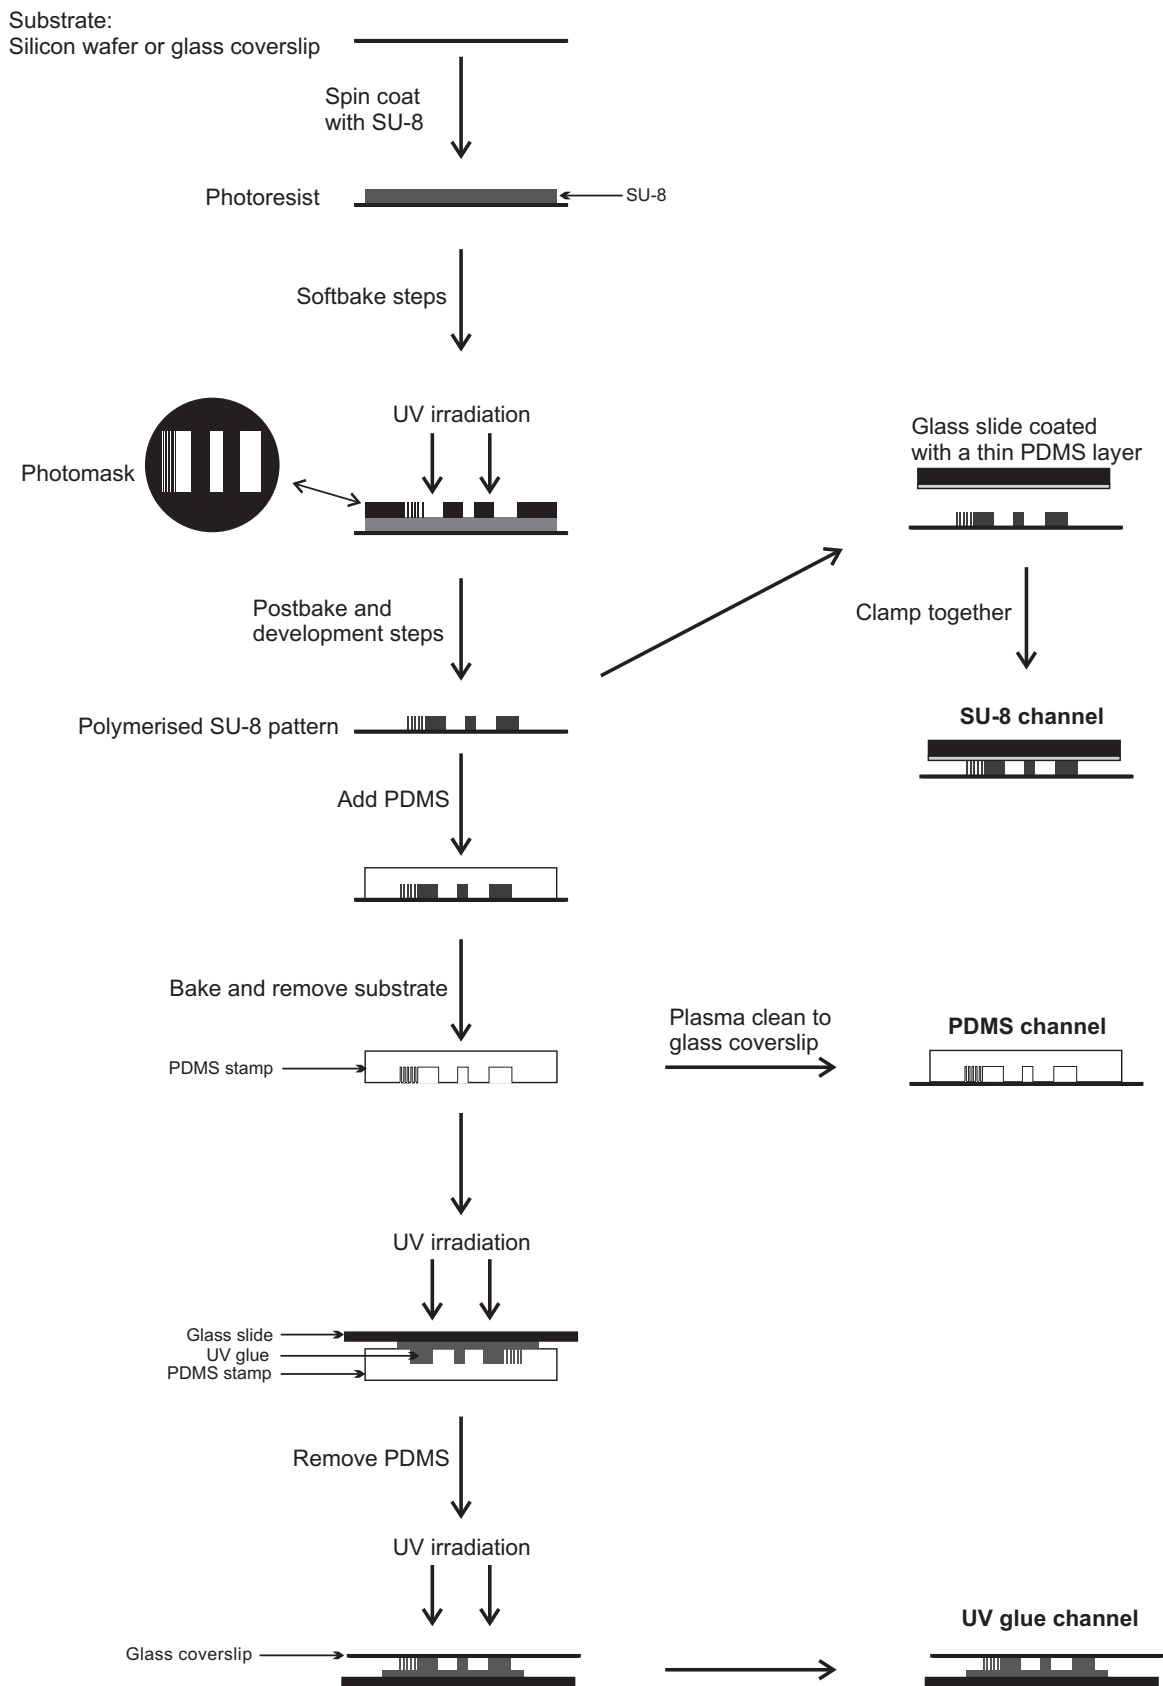 Substrate:
Silicon wafer or glass coverslip
Spin coat
with SU-8
Photoresist
SU-8
Softbake steps
UV irradiation
Photomask
Glass slide coated
with a thin PDMS layer
Postbake and
development steps
Clamp together
Polymerised SU-8 pattern
SU-8 channel
Add PDMS
Bake and remove substrate
Plasma clean to
glass coverslip
PDMS channel
PDMS stamp
UV irradiation
Glass slide
UV glue
PDMS stamp
Remove PDMS
UV irradiation
UV glue channel
Glass coverslip